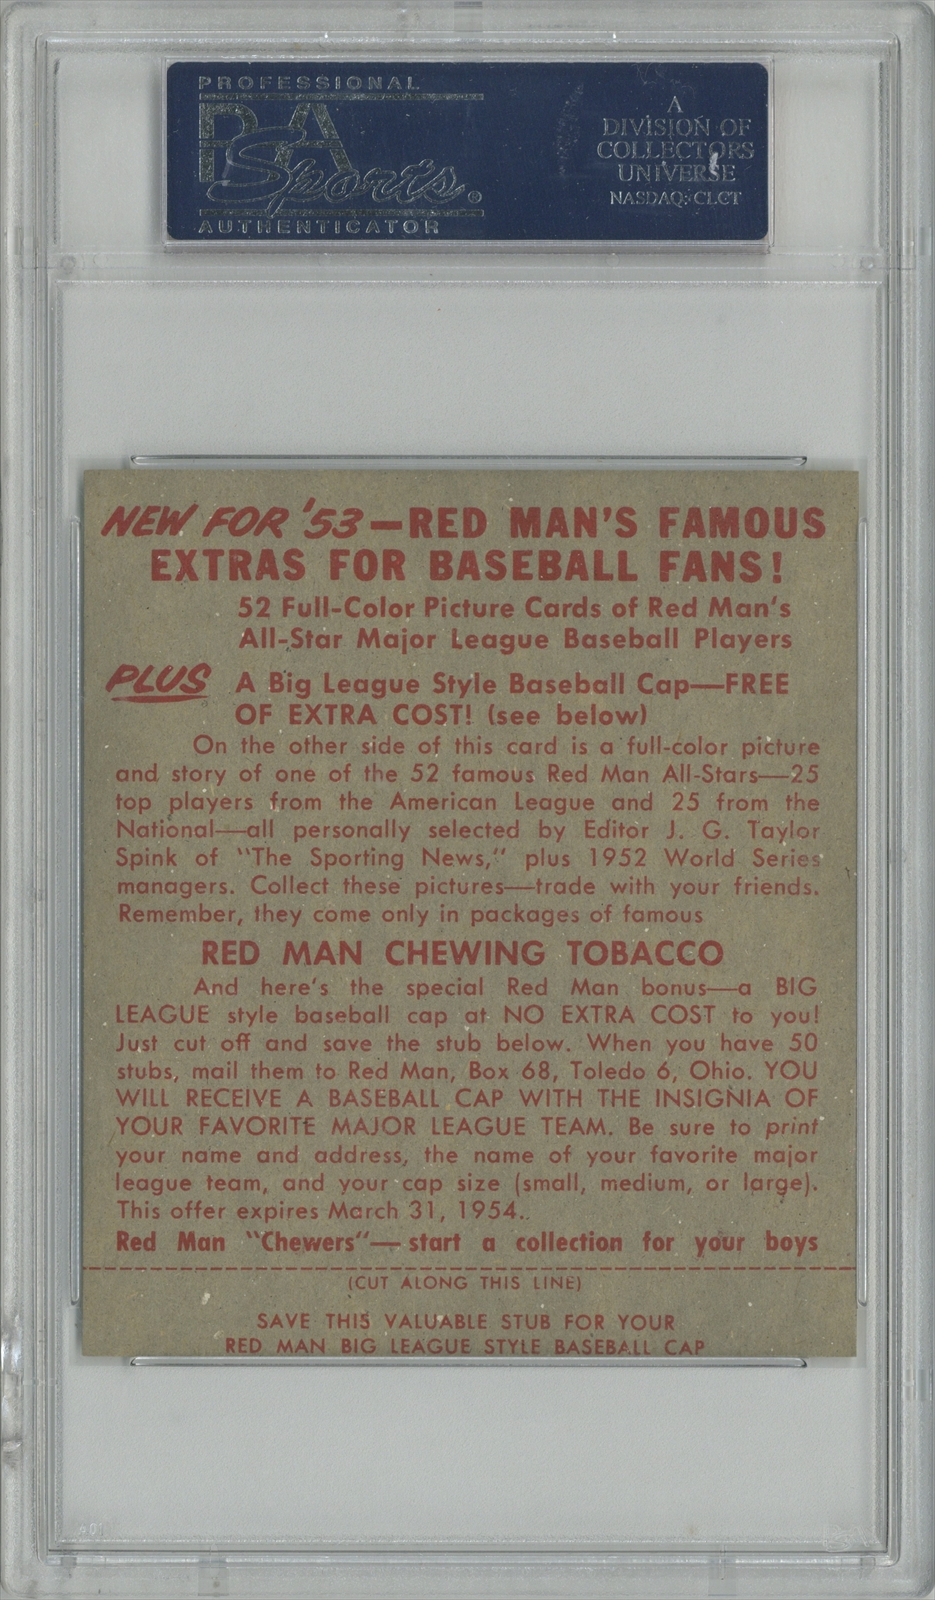 PROFESSIONAL
PSA
Sports®
AUTHENTICATOR
A
DIVISION OF
COLLECTORS
UNIVERSE
NASDAQ: CLCT
NEW FOR '53—RED MAN'S FAMOUS
EXTRAS FOR BASEBALL FANS!
52 Full-Color Picture Cards of Red Man's
All-Star Major League Baseball Players
PLUS A Big League Style Baseball Cap—FREE
OF EXTRA COST! (see below)
On the other side of this card is a full-color picture
and story of one of the 52 famous Red Man All-Stars—25
top players from the American League and 25 from the
National—all personally selected by Editor J. G. Taylor
Spink of "The Sporting News," plus 1952 World Series
managers. Collect these pictures—trade with your friends.
Remember, they come only in packages of famous
RED MAN CHEWING TOBACCO
And here's the special Red Man bonus—a BIG
LEAGUE style baseball cap at NO EXTRA COST to you!
Just cut off and save the stub below. When you have 50
stubs, mail them to Red Man, Box 68, Toledo 6, Ohio. YOU
WILL RECEIVE A BASEBALL CAP WITH THE INSIGNIA OF
YOUR FAVORITE MAJOR LEAGUE TEAM. Be sure to print
your name and address, the name of your favorite major
league team, and your cap size (small, medium, or large).
This offer expires March 31, 1954.
Red Man "Chewers"—start a collection for your boys
(CUT ALONG THIS LINE)
SAVE THIS VALUABLE STUB FOR YOUR
RED MAN BIG LEAGUE STYLE BASEBALL CAP